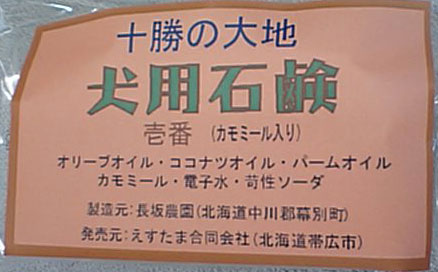 十勝の大地
犬用石鹸
壱番 (カモミール入り)
オリーブオイル・ココナツオイル・パームオイル
カモミール・電子水・苛性ソーダ
製造元:長坂農園(北海道中川郡幕別町)
発売元:えすたま合同会社(北海道帯広市)